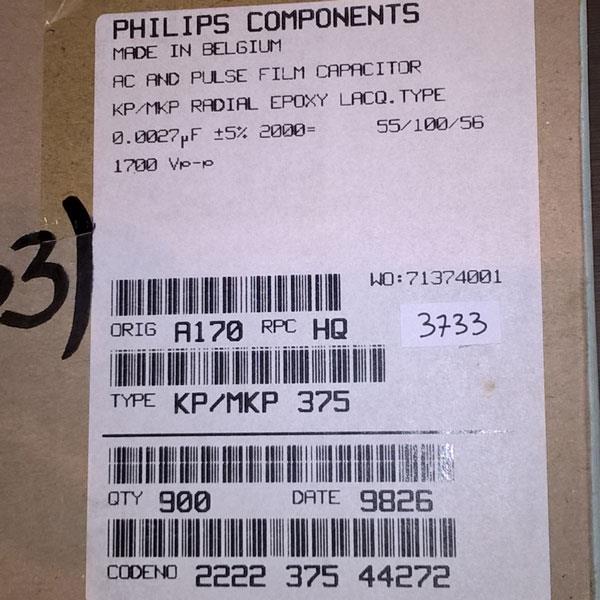 PHILIPS COMPONENTS
MADE IN BELGIUM
AC AND PULSE FILM CAPACITOR
KP/MKP RADIAL EPOXY LACQ.TYPE
0.0027µF ±5% 2000= 55/100/56
1700 Vp-p
WO:71374001
ORIG A170 RPC HQ
3733
TYPE KP/MKP 375
QTY 900 DATE 9826
CODENO 2222 375 44272
3)